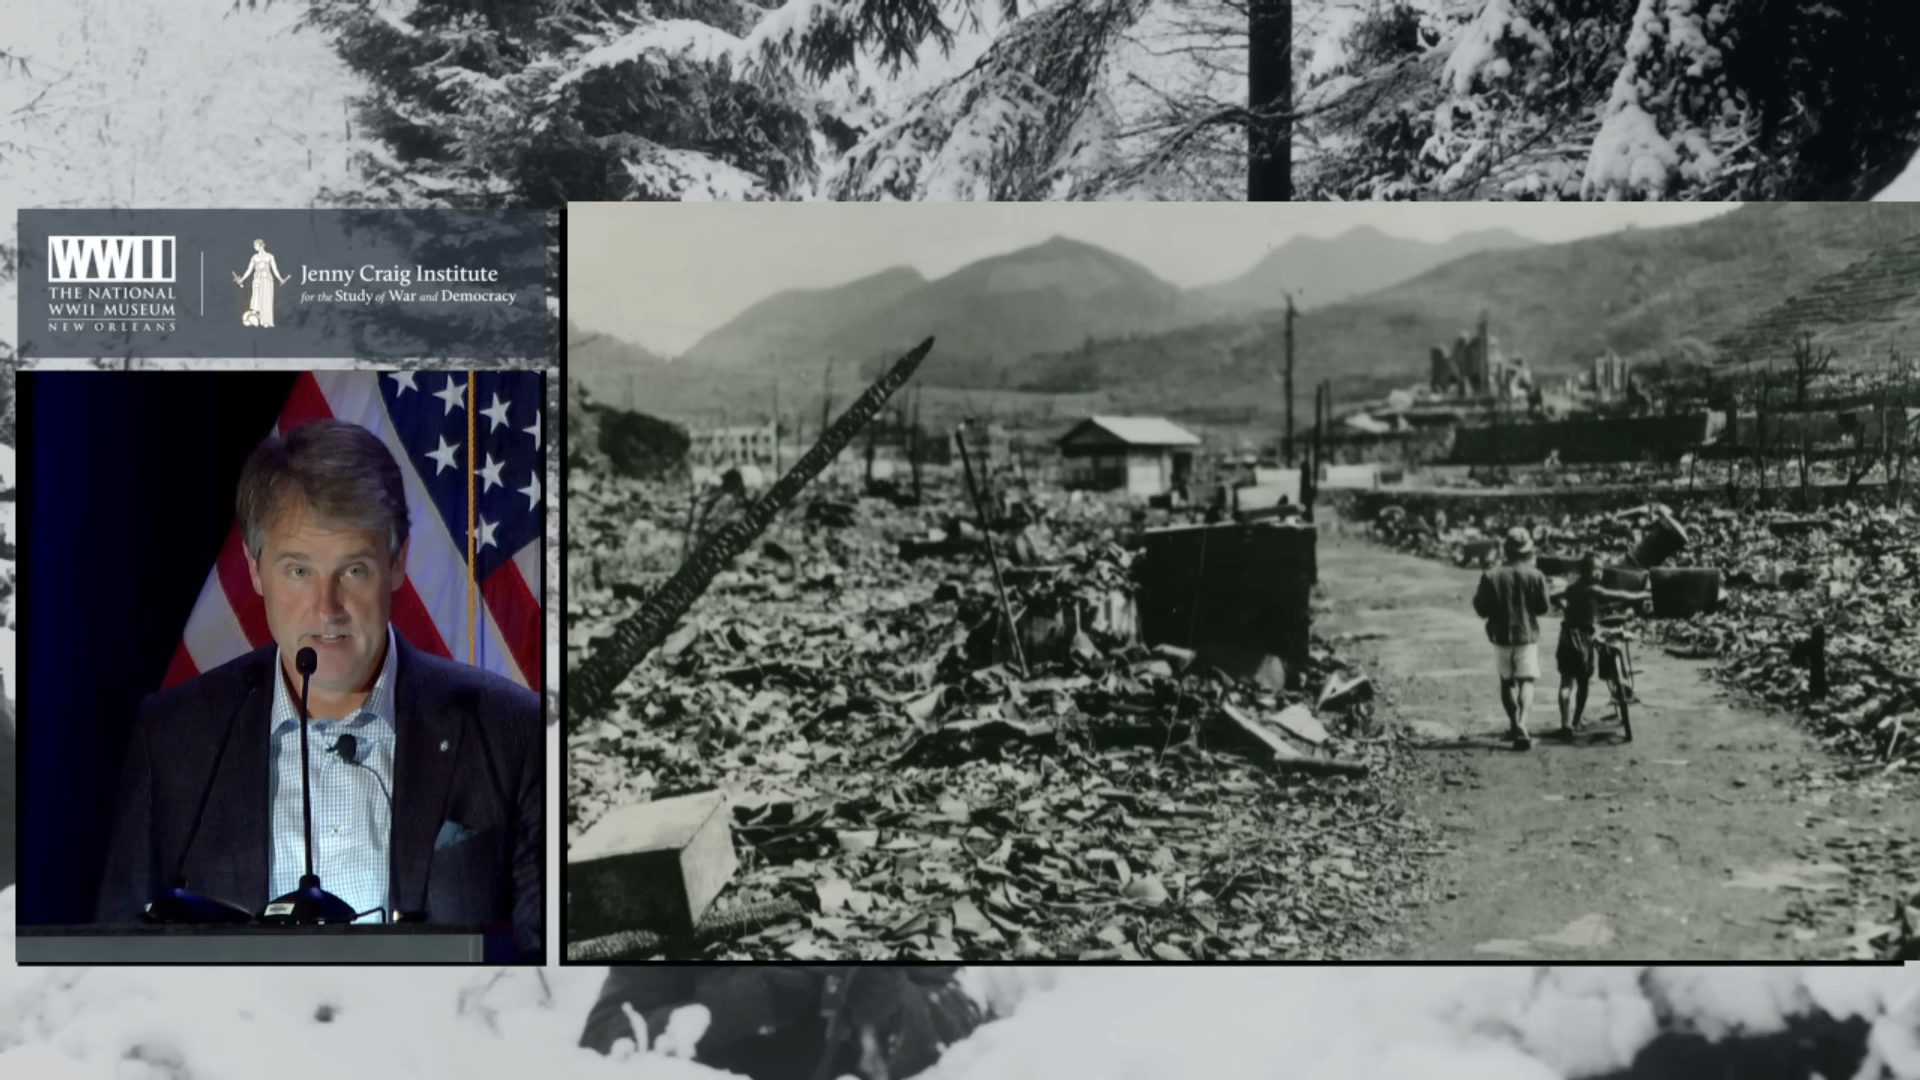 WWII
THE NATIONAL
WWII MUSEUM
NEW ORLEANS
Jenny Craig Institute
for the Study of War and Democracy